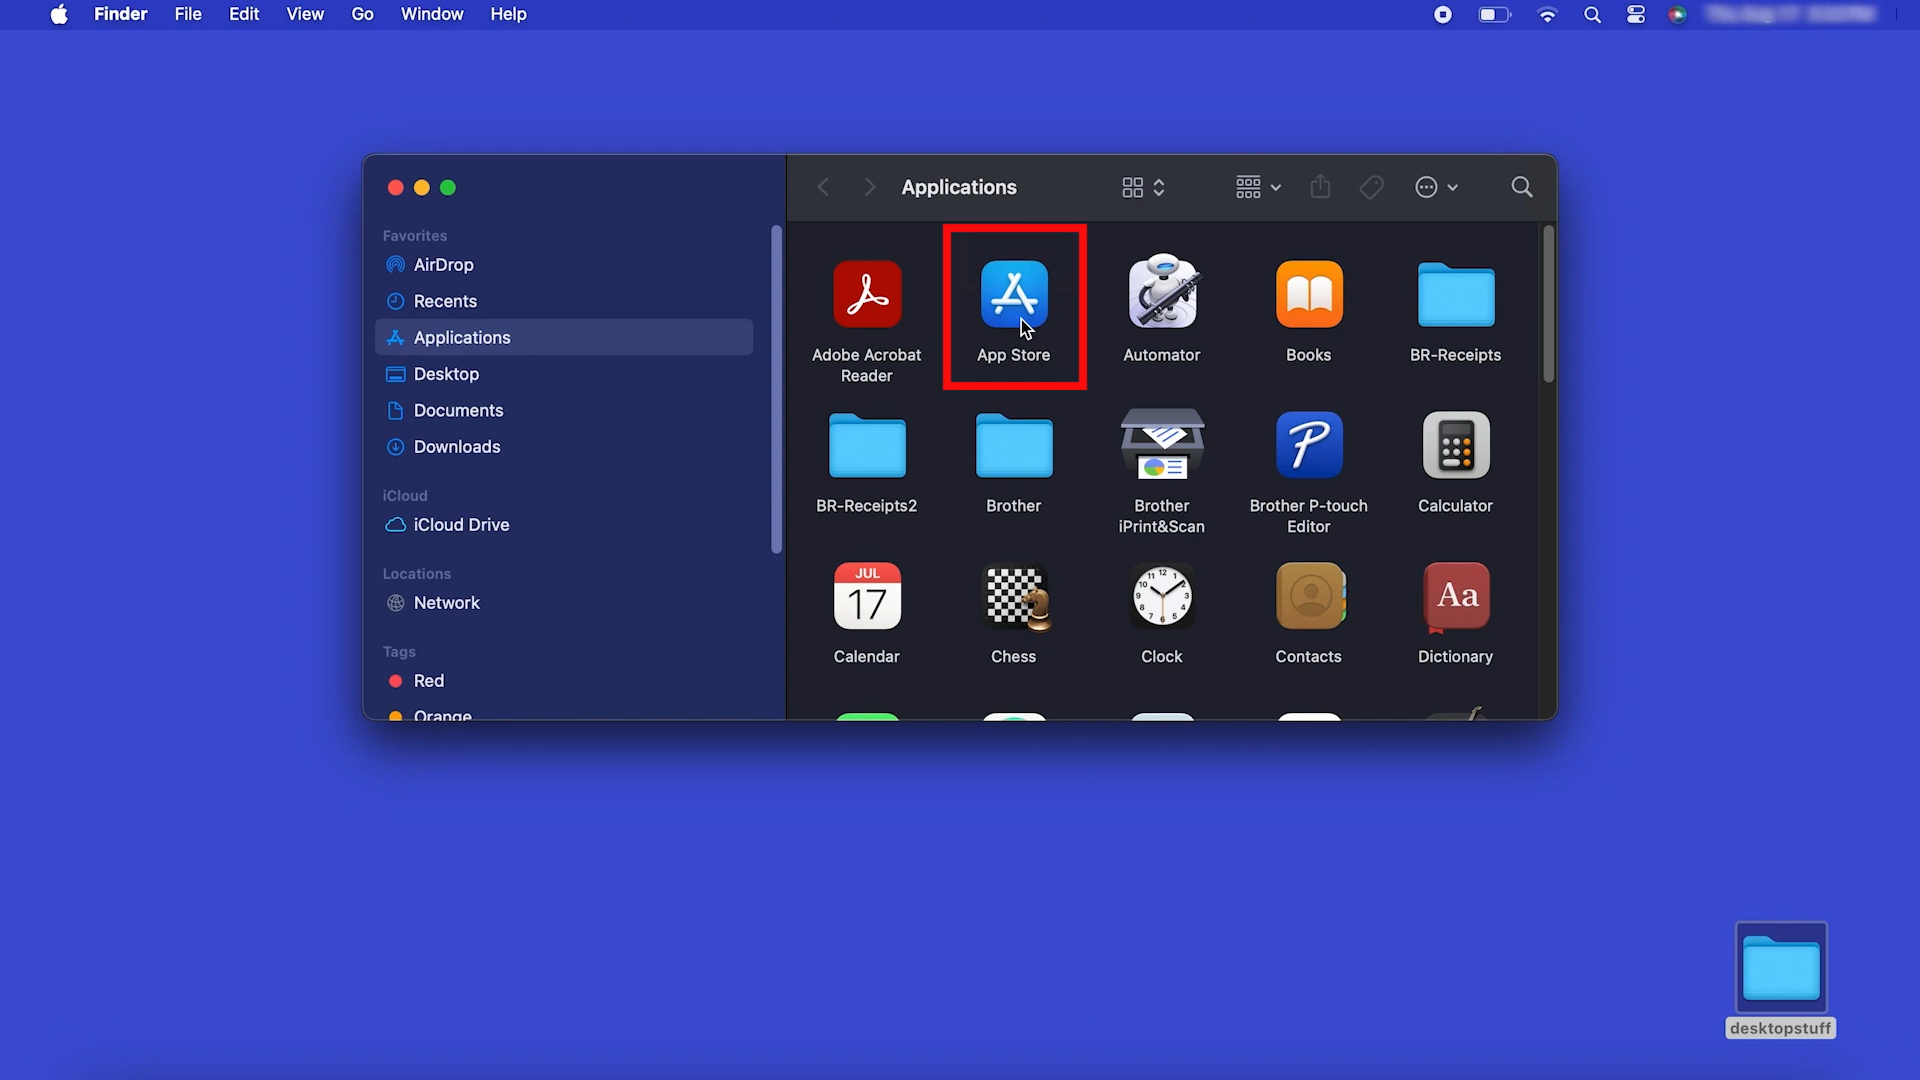 Finder File Edit View Go Window Help
Applications
Favorites
AirDrop
Recents
Applications
Desktop
Documents
Downloads
iCloud
iCloud Drive
Locations
Network
Tags
Red
Orange
Adobe Acrobat
Reader
App Store
Automator
Books
BR-Receipts
BR-Receipts2
Brother
Brother
iPrint&Scan
Brother P-touch
Editor
Calculator
JUL
17
Aa
Calendar
Chess
Clock
Contacts
Dictionary
desktopstuff